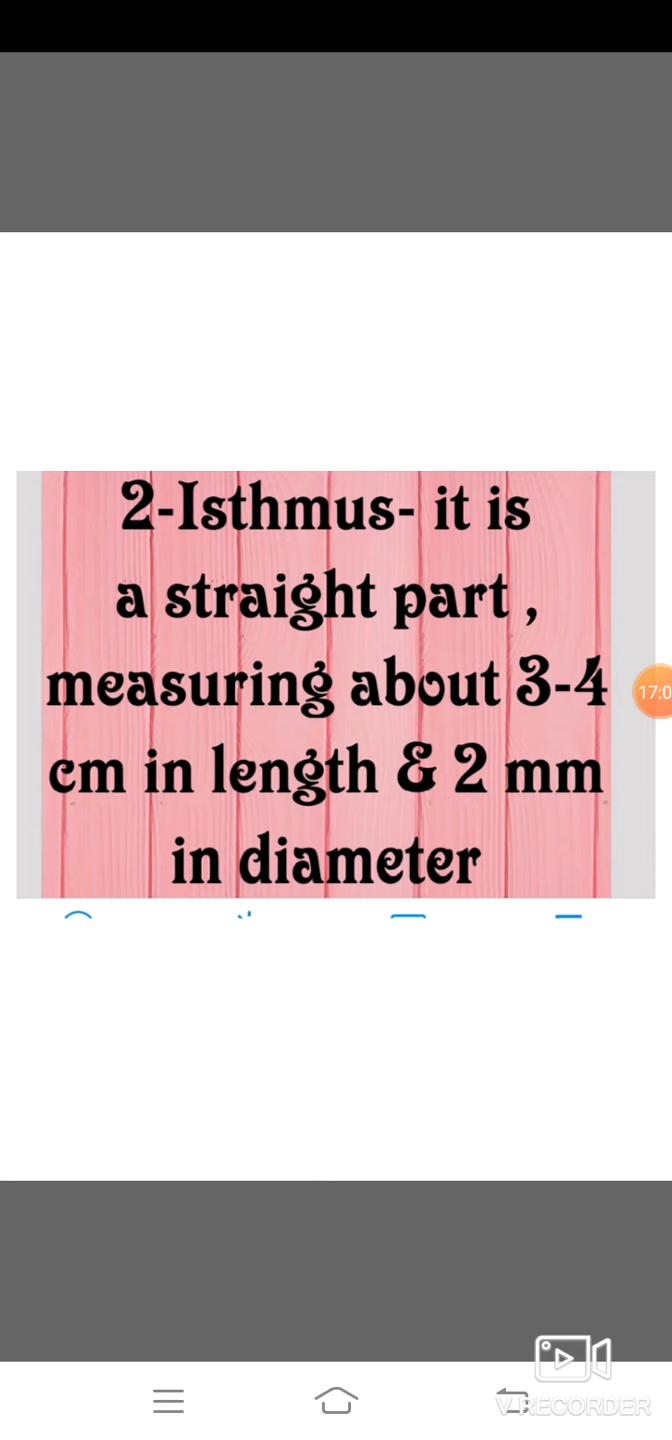 2-Isthmus- it is
a straight part ,
measuring about 3-4
cm in length & 2 mm
in diameter
17:0
V RECORDER